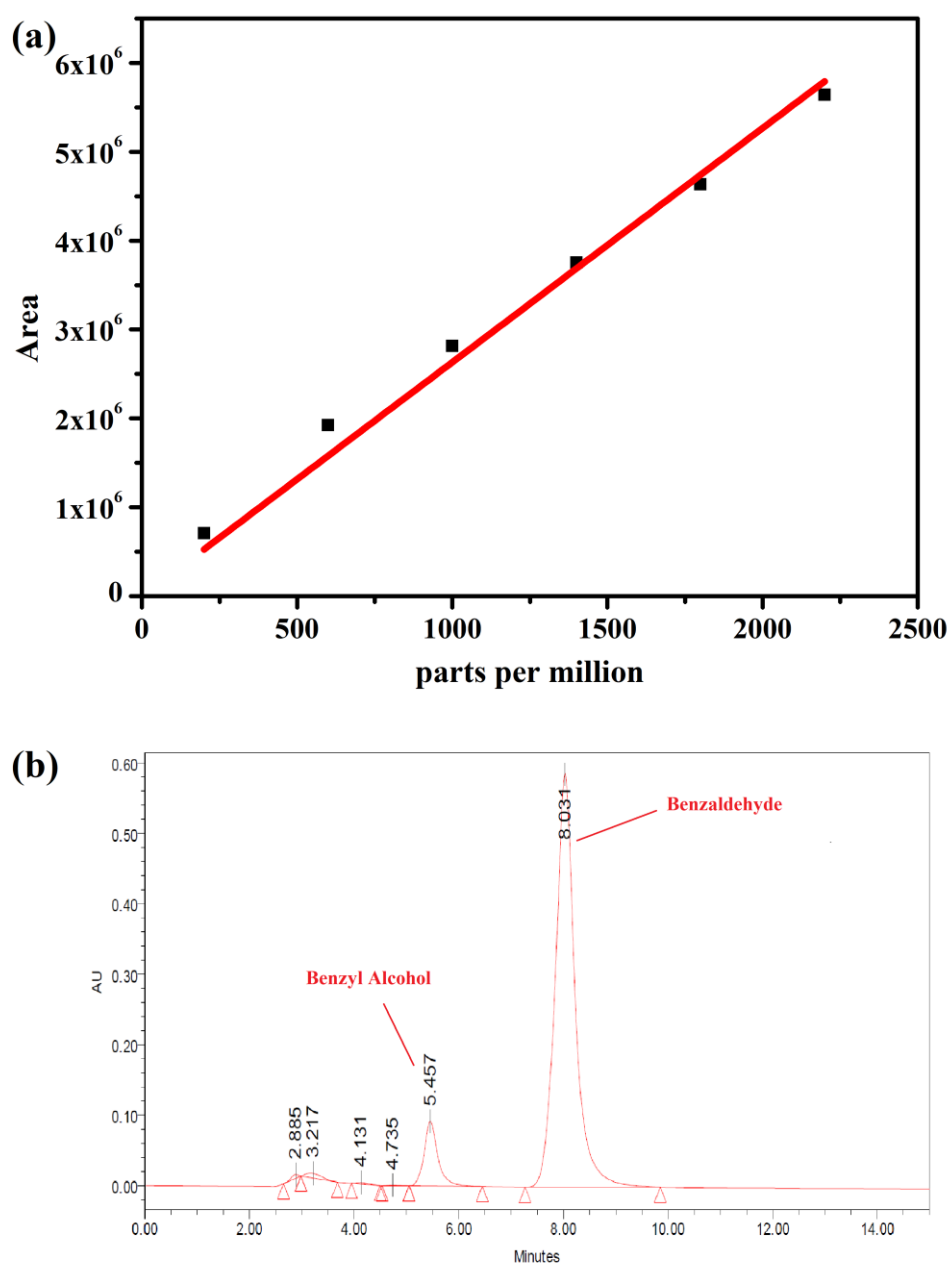 (a)
6x10⁶
5x10⁶
4x10⁶
3x10⁶
2x10⁶
1x10⁶
0
Area
0 500 1000 1500 2000 2500
parts per million
(b)
0.60
0.50
0.40
0.30
0.20
0.10
0.00
AU
Benzaldehyde
Benzyl Alcohol
2.885
3.217
4.131
4.735
5.457
8.031
0.00 2.00 4.00 6.00 8.00 10.00 12.00 14.00
Minutes